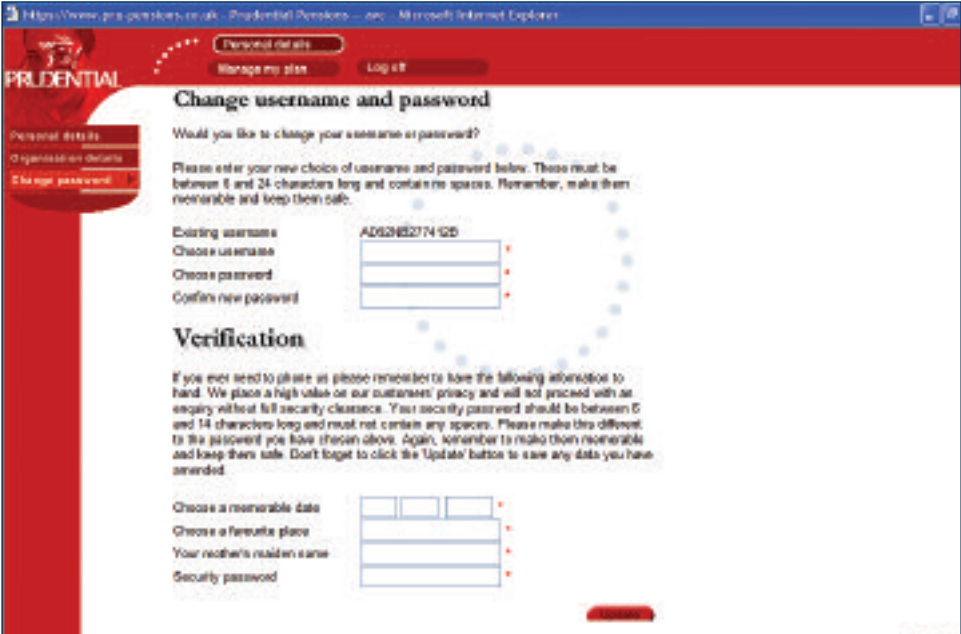 https://www.pru-pensions.co.uk - Prudential Pensions -- avc - Microsoft Internet Explorer
Personal details
Manage my plan
Log off
PRUDENTIAL
Personal details
Organisation details
Change password
Change username and password
Would you like to change your username or password?
Please enter your new choice of username and password below. These must be
between 6 and 24 characters long and contain no spaces. Remember, make them
memorable and keep them safe.
Existing username
Choose username *
Choose password *
Confirm new password *
Verification
If you ever need to phone us please remember to have the following information to
hand. We place a high value on our customers' privacy and will not proceed with an
enquiry without full security clearance. Your security password should be between 6
and 14 characters long and must not contain any spaces. Please make this different
to the password you have chosen above. Again, remember to make them memorable
and keep them safe. Don't forget to click the 'Update' button to save any data you have
amended.
Choose a memorable date *
Choose a favourite place *
Your mother's maiden name *
Security password *
Update